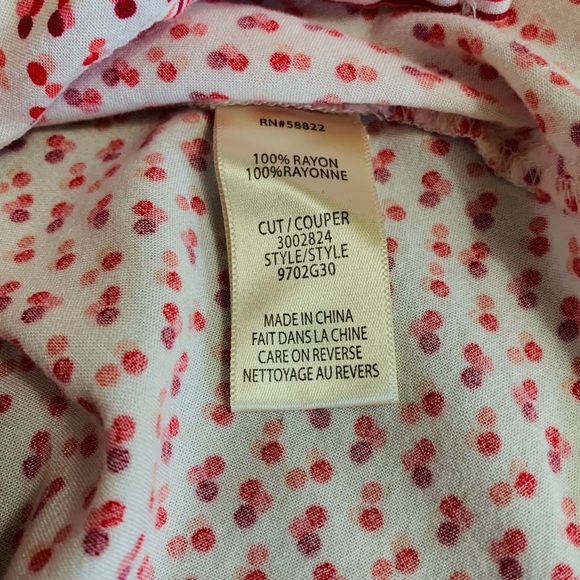 RN#58822
100% RAYON
100%RAYONNE
CUT / COUPER
3002824
STYLE/STYLE
9702G30
MADE IN CHINA
FAIT DANS LA CHINE
CARE ON REVERSE
NETTOYAGE AU REVERS